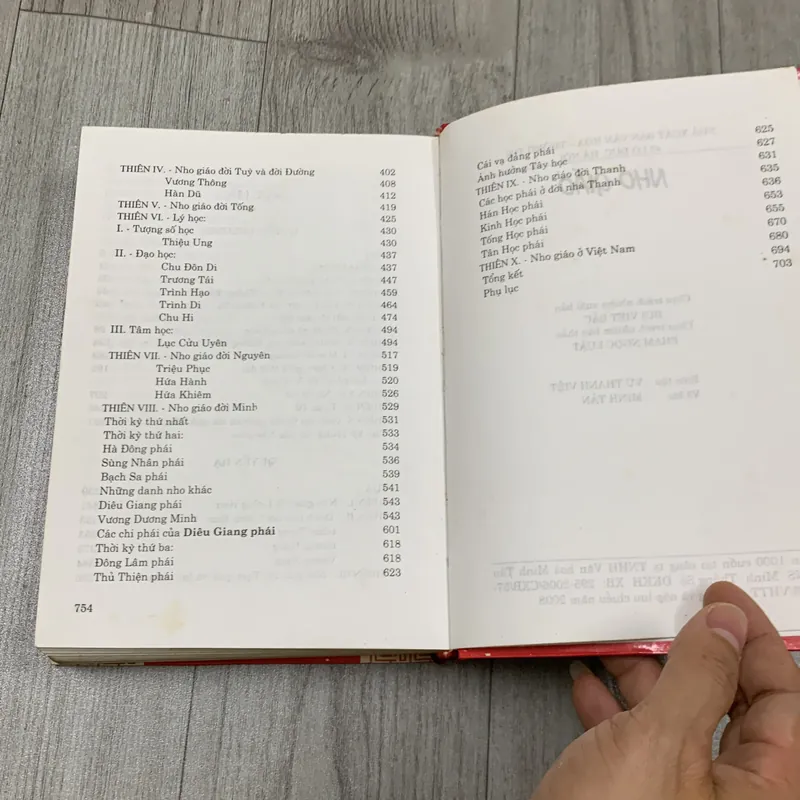 THIÊN IV. - Nho giáo đời Tuỳ và đời Đường 402
Vương Thông 408
Hàn Dũ 412
THIÊN V. - Nho giáo đời Tống 419
THIÊN VI. - Lý học: 425
I. - Tượng số học 430
Thiệu Ung 430
II. - Đạo học: 437
Chu Đôn Di 437
Trương Tái 447
Trình Hạo 459
Trình Di 464
Chu Hi 474
III. Tâm học: 494
Lục Cửu Uyên 494
THIÊN VII. - Nho giáo đời Nguyên 517
Triệu Phục 519
Hứa Hành 520
Hứa Khiêm 526
THIÊN VIII. - Nho giáo đời Minh 529
Thời kỳ thứ nhất 531
Thời kỳ thứ hai: 533
Hà Đông phái 534
Sùng Nhân phái 536
Bạch Sa phái 539
Những danh nho khác 541
Diêu Giang phái 543
Vương Dương Minh 543
Các chi phái của Diêu Giang phái 601
Thời kỳ thứ ba: 618
Đông Lâm phái 618
Thủ Thiện phái 623
754
625
Cái vạ đảng phái 627
Ảnh hưởng Tây học 631
THIÊN IX. - Nho giáo đời Thanh 635
Các học phái ở đời nhà Thanh 636
Hán Học phái 653
Kinh Học phái 655
Tống Học phái 670
Tân Học phái 680
THIÊN X. - Nho giáo ở Việt Nam 694
Tổng kết 703
Phụ lục